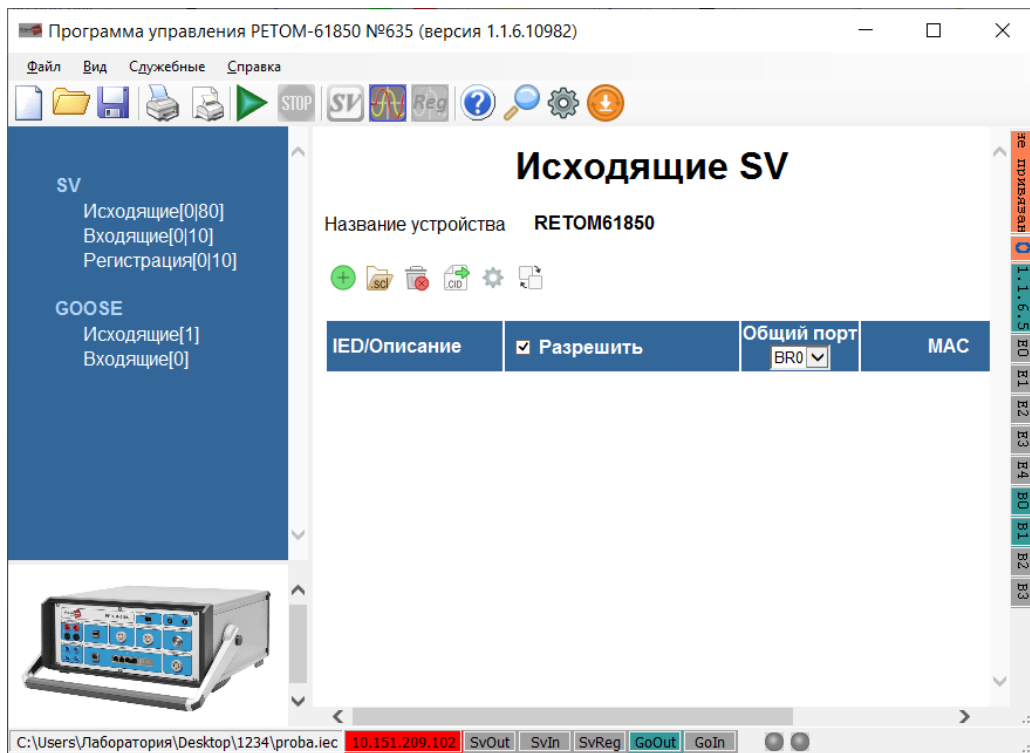 Программа управления РЕТОМ-61850 №635 (версия 1.1.6.10982)
Файл Вид Служебные Справка
STOP SV Reg ?
SV
Исходящие[0|80]
Входящие[0|10]
Регистрация[0|10]
GOOSE
Исходящие[1]
Входящие[0]
Исходящие SV
Название устройства RETOM61850
.scl .CID
IED/Описание Разрешить Общий порт MAC
BR0
не привязан
O
1.1.6.5
E0
E1
E2
E3
E4
B0
B1
B2
B3
C:\Users\Лаборатория\Desktop\1234\proba.iec 10.151.209.102 SvOut SvIn SvReg GoOut GoIn